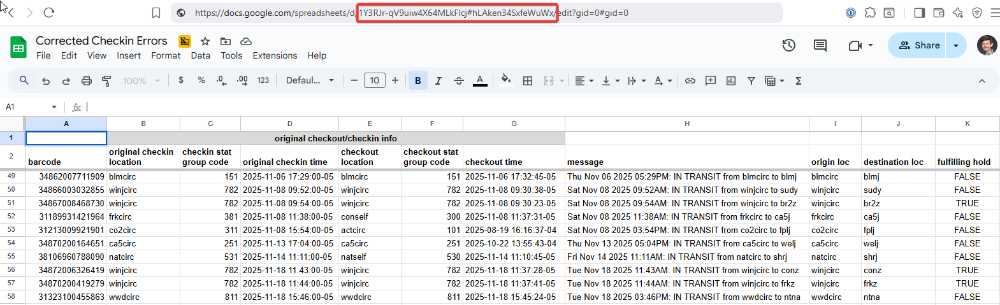 https://docs.google.com/spreadsheets/d/1Y3RJr-qV9uiw4X64MLkFlcj#hLAken34SxfeWuWx/edit?gid=0#gid=0
Corrected Checkin Errors
File Edit View Insert Format Data Tools Extensions Help
Share
100% $ % .0 .00 123 Defaul... 10 B I A A Σ
A1 fx
A B C D E F G H I J K
1 original checkout/checkin info
2 barcode original checkin location checkin stat group code original checkin time checkout location checkout stat group code checkout time message origin loc destination loc fulfilling hold
49 34862007711909 blmcirc 151 2025-11-06 17:29:00-05 blmcirc 151 2025-11-06 17:32:45-05 Thu Nov 06 2025 05:29PM: IN TRANSIT from blmcirc to blmj blmcirc blmj FALSE
50 34866003032855 winjcirc 782 2025-11-08 09:52:00-05 winjcirc 782 2025-11-08 09:30:38-05 Sat Nov 08 2025 09:52AM: IN TRANSIT from winjcirc to sudy winjcirc sudy FALSE
51 34867008468730 winjcirc 782 2025-11-08 09:54:00-05 winjcirc 782 2025-11-08 09:30:23-05 Sat Nov 08 2025 09:54AM: IN TRANSIT from winjcirc to br2z winjcirc br2z TRUE
52 31189931421964 frkcirc 381 2025-11-08 11:38:00-05 conself 300 2025-11-08 11:37:31-05 Sat Nov 08 2025 11:38AM: IN TRANSIT from frkcirc to ca5j frkcirc ca5j FALSE
53 31213009921901 co2circ 311 2025-11-08 15:54:00-05 actcirc 101 2025-08-19 16:16:37-04 Sat Nov 08 2025 03:54PM: IN TRANSIT from co2circ to fplj co2circ fplj FALSE
54 34870200164651 ca5circ 251 2025-11-13 17:04:00-05 ca5circ 251 2025-10-22 13:55:43-04 Thu Nov 13 2025 05:04PM: IN TRANSIT from ca5circ to welj ca5circ welj FALSE
55 38106960788090 natcirc 531 2025-11-14 11:11:00-05 natself 530 2025-11-14 11:10:45-05 Fri Nov 14 2025 11:11AM: IN TRANSIT from natcirc to shrj natcirc shrj FALSE
56 34872006326419 winjcirc 782 2025-11-18 11:43:00-05 winjcirc 782 2025-11-18 11:37:28-05 Tue Nov 18 2025 11:43AM: IN TRANSIT from winjcirc to conz winjcirc conz TRUE
57 34870200419279 winjcirc 782 2025-11-18 11:44:00-05 winjcirc 782 2025-11-18 11:37:41-05 Tue Nov 18 2025 11:44AM: IN TRANSIT from winjcirc to frkz winjcirc frkz TRUE
58 31323100455863 wwdcirc 811 2025-11-18 15:46:00-05 wwdcirc 811 2025-11-18 15:45:24-05 Tue Nov 18 2025 03:46PM: IN TRANSIT from wwdcirc to ntna wwdcirc ntna FALSE